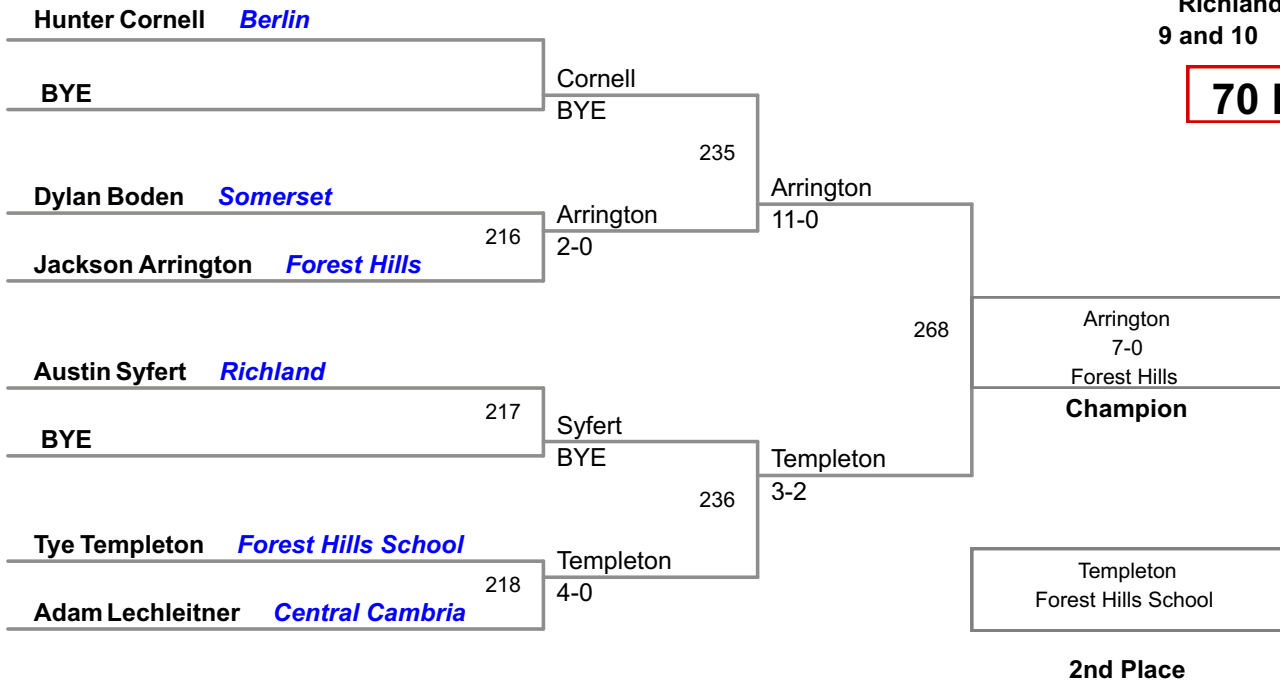 Hunter Cornell Berlin
BYE
Cornell
BYE
235
Dylan Boden Somerset
216
Jackson Arrington Forest Hills
Arrington
2-0
Arrington
11-0
Austin Syfert Richland
217
BYE
Syfert
BYE
236
Tye Templeton Forest Hills School
218
Adam Lechleitner Central Cambria
Templeton
4-0
Templeton
3-2
268
Arrington
7-0
Forest Hills
Champion
Templeton
Forest Hills School
2nd Place
Richland
9 and 10
70